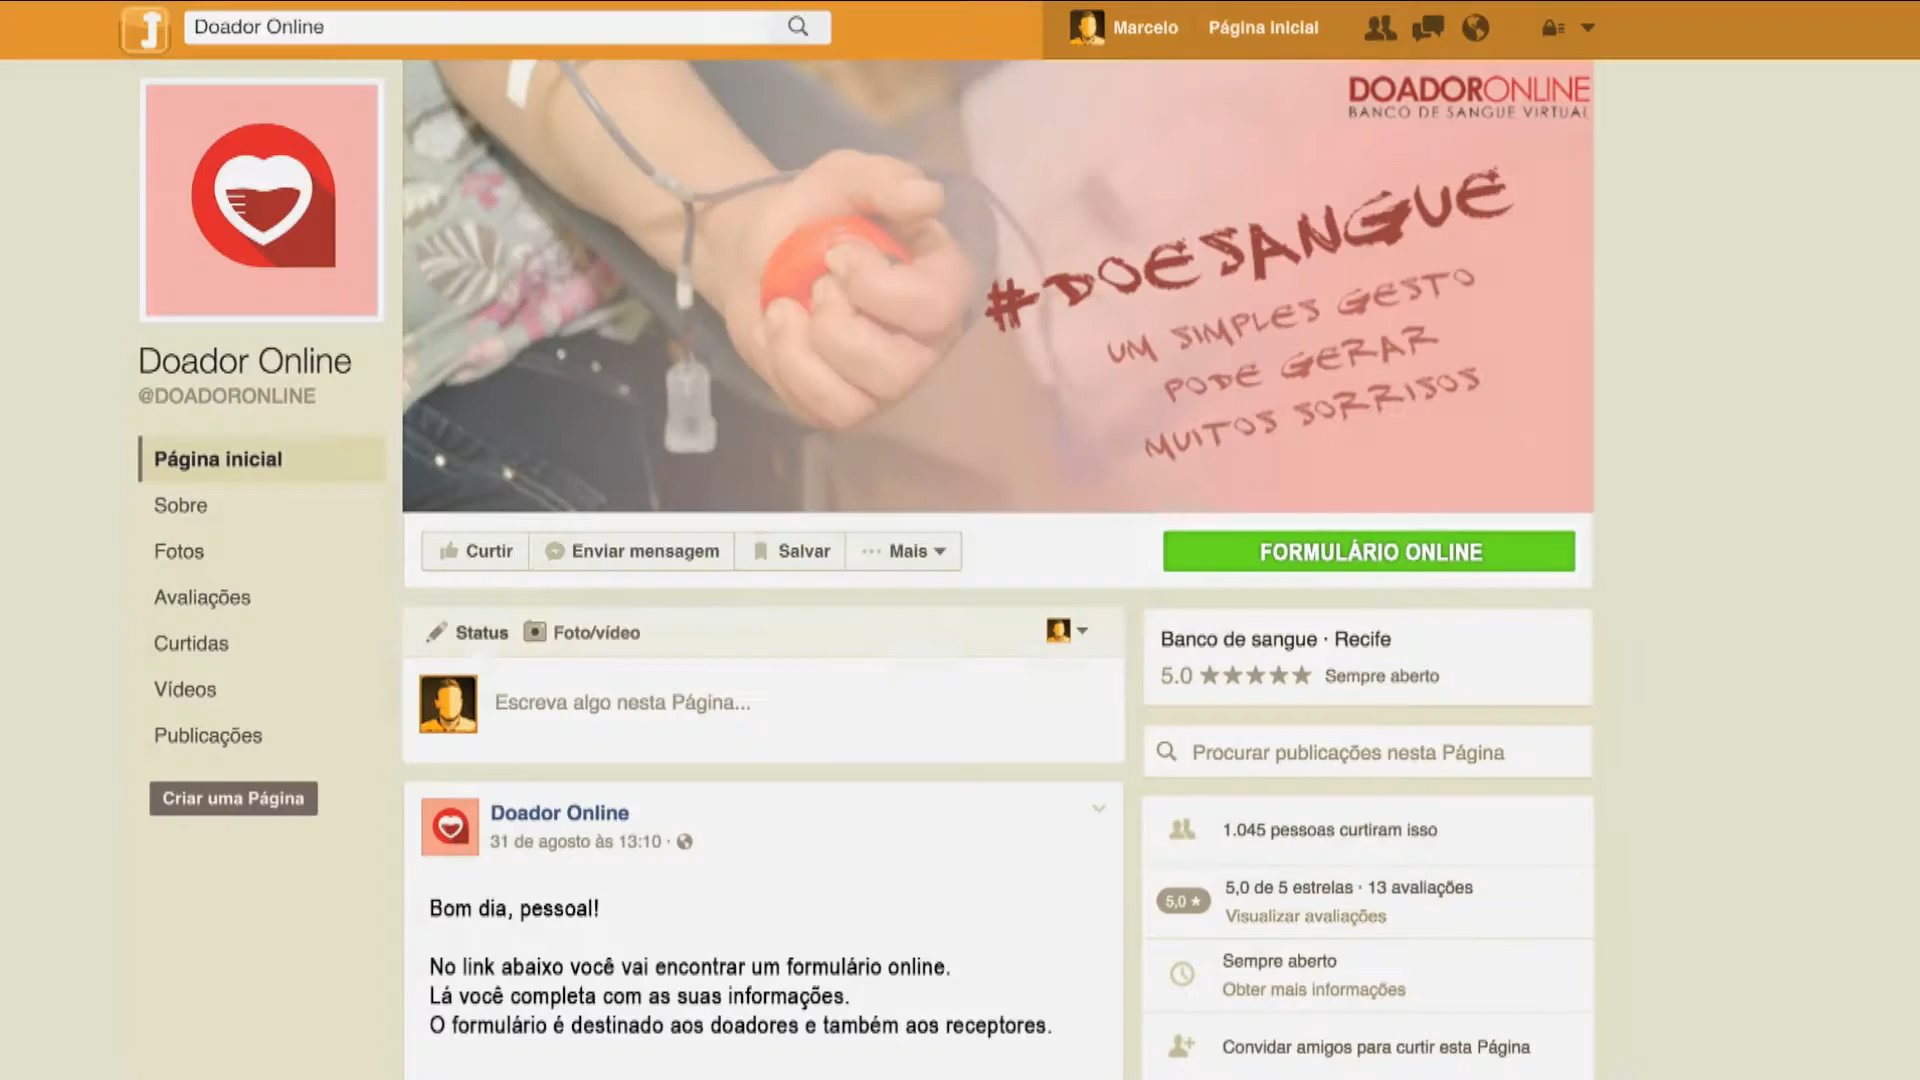 Doador Online
Marcelo
Página inicial
DOADORONLINE
BANCO DE SANGUE VIRTUAL
#DOESANGUE
UM SIMPLES GESTO
PODE GERAR
MUITOS SORRISOS
Doador Online
@DOADORONLINE
Página inicial
Sobre
Fotos
Avaliações
Curtidas
Vídeos
Publicações
Criar uma Página
Curtir
Enviar mensagem
Salvar
Mais
FORMULÁRIO ONLINE
Status
Foto/vídeo
Escreva algo nesta Página...
Doador Online
31 de agosto às 13:10 ·
Bom dia, pessoal!
No link abaixo você vai encontrar um formulário online.
Lá você completa com as suas informações.
O formulário é destinado aos doadores e também aos receptores.
Banco de sangue · Recife
5.0 ★★★★★ Sempre aberto
Procurar publicações nesta Página
1.045 pessoas curtiram isso
5,0 ★
5,0 de 5 estrelas · 13 avaliações
Visualizar avaliações
Sempre aberto
Obter mais informações
Convidar amigos para curtir esta Página